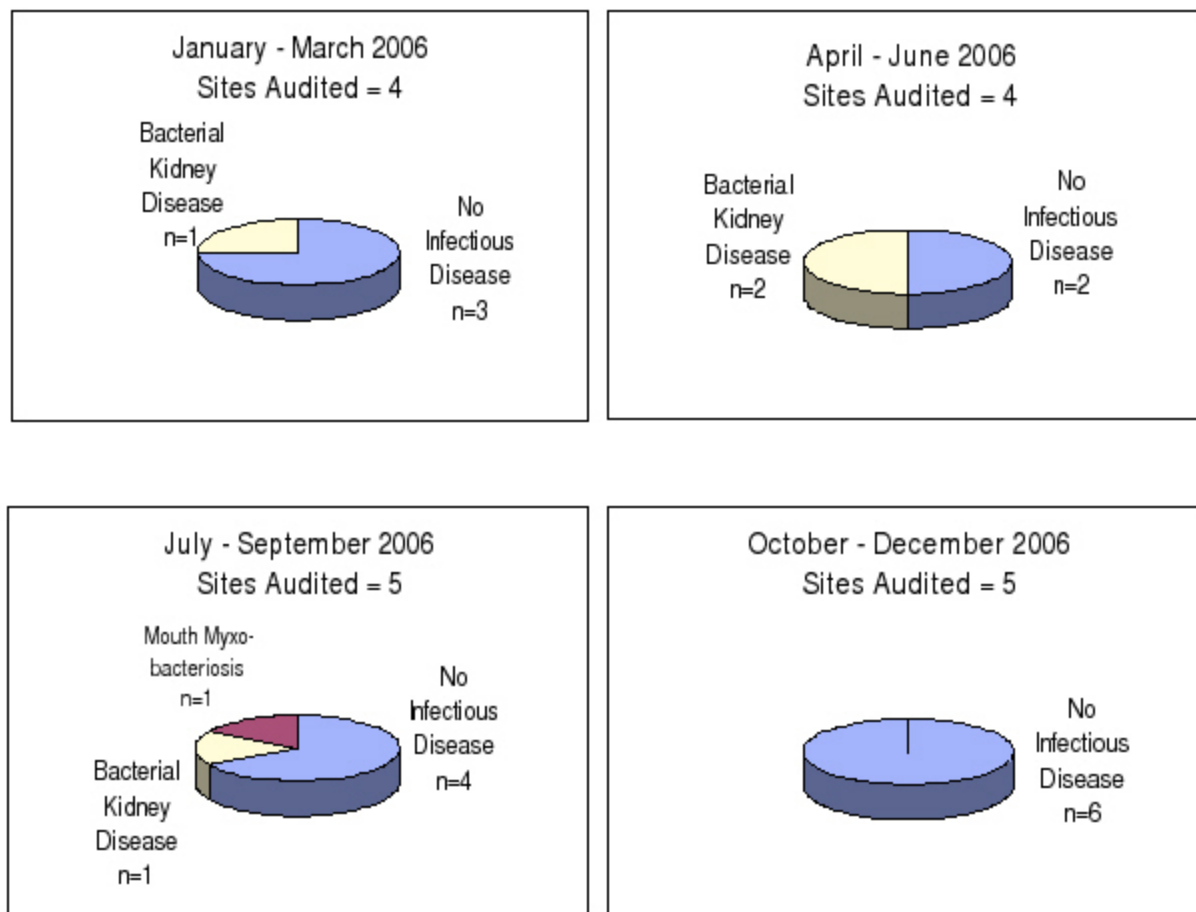 January - March 2006
Sites Audited = 4
Bacterial
Kidney
Disease
n=1
No
Infectious
Disease
n=3
April - June 2006
Sites Audited = 4
Bacterial
Kidney
Disease
n=2
No
Infectious
Disease
n=2
July - September 2006
Sites Audited = 5
Mouth Myxo-
bacteriosis
n=1
Bacterial
Kidney
Disease
n=1
No
Infectious
Disease
n=4
October - December 2006
Sites Audited = 5
No
Infectious
Disease
n=6